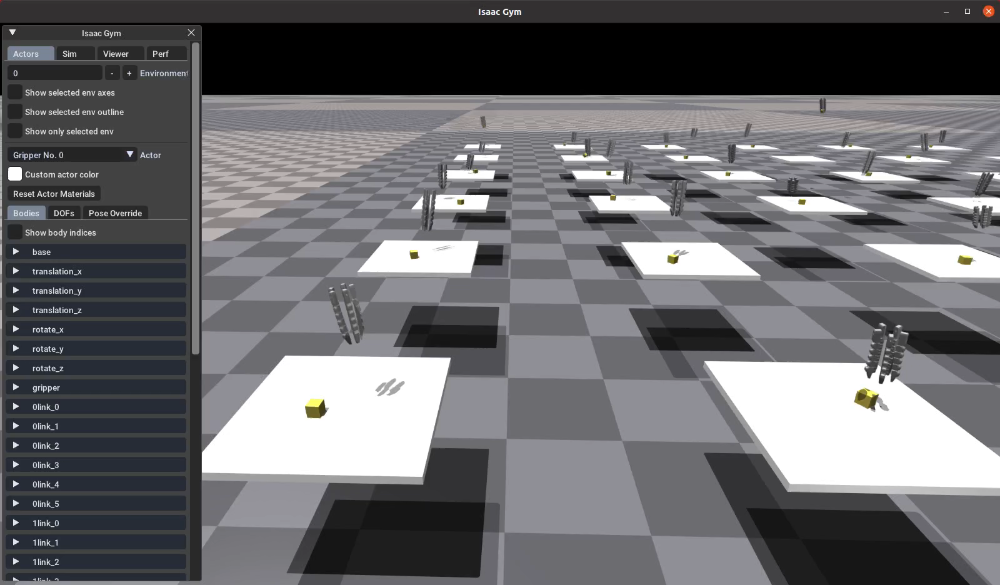 Isaac Gym
Isaac Gym
Actors Sim Viewer Perf
0 - + Environment
Show selected env axes
Show selected env outline
Show only selected env
Gripper No. 0 Actor
Custom actor color
Reset Actor Materials
Bodies DOFs Pose Override
Show body indices
base
translation_x
translation_y
translation_z
rotate_x
rotate_y
rotate_z
gripper
0link_0
0link_1
0link_2
0link_3
0link_4
0link_5
1link_0
1link_1
1link_2